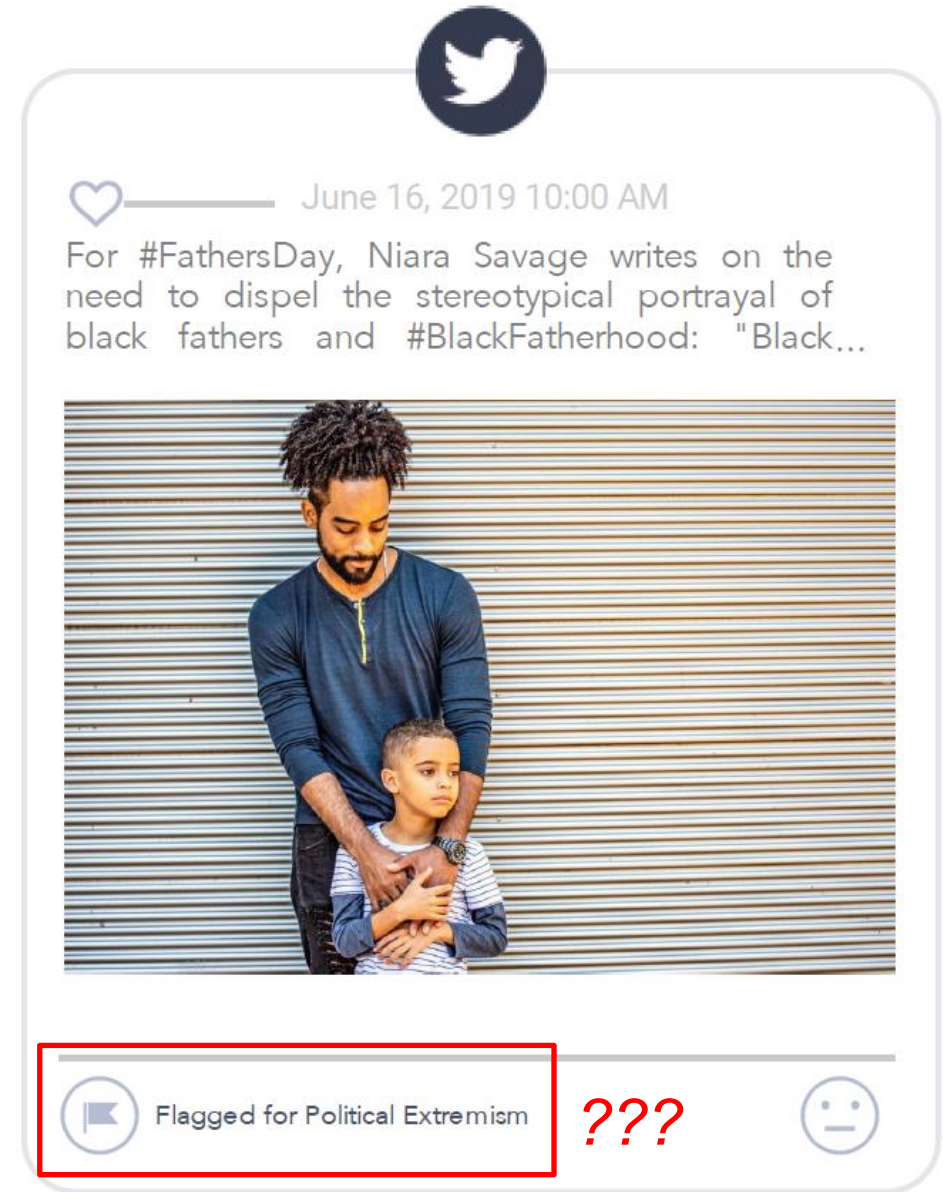 June 16, 2019 10:00 AM
For #FathersDay, Niara Savage writes on the
need to dispel the stereotypical portrayal of
black fathers and #BlackFatherhood: "Black...
Flagged for Political Extremism
???